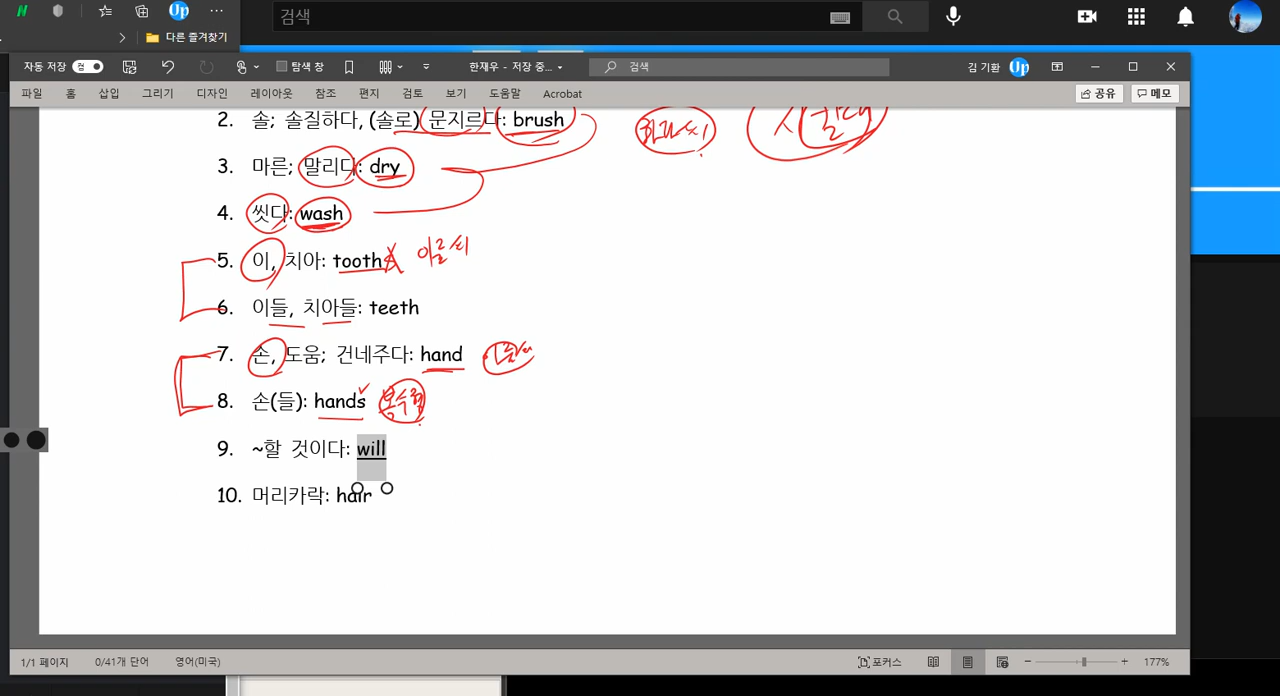 검색
다른 즐겨찾기
자동 저장 켬 탐색 창 한재우 - 저장 중... 검색 김 기환 Up
파일 홈 삽입 그리기 디자인 레이아웃 참조 편지 검토 보기 도움말 Acrobat 공유 메모
2. 솔; 솔질하다, (솔로) 문지르다: brush
3. 마른; 말리다: dry
4. 씻다: wash
5. 이, 치아: tooth 이름씨
6. 이들, 치아들: teeth
7. 손, 도움; 건네주다: hand
8. 손(들): hands 복수형
9. ~할 것이다: will
10. 머리카락: hair
1/1 페이지 0/41개 단어 영어(미국) 포커스 177%